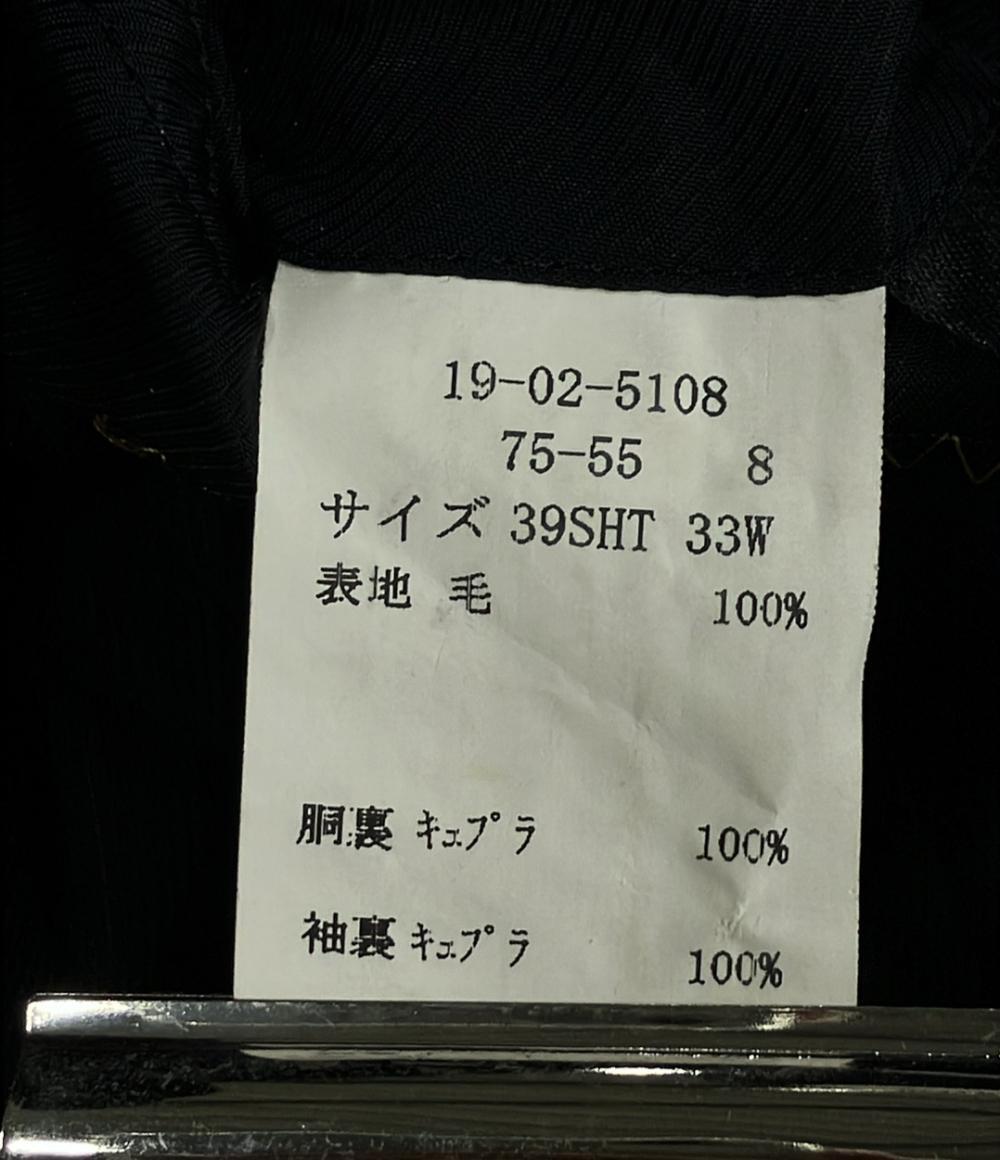 19-02-5108
75-55 8
サイズ 39SHT 33W
表地 毛 100%
胴裏 ｷｭﾌﾟﾗ 100%
袖裏 ｷｭﾌﾟﾗ 100%